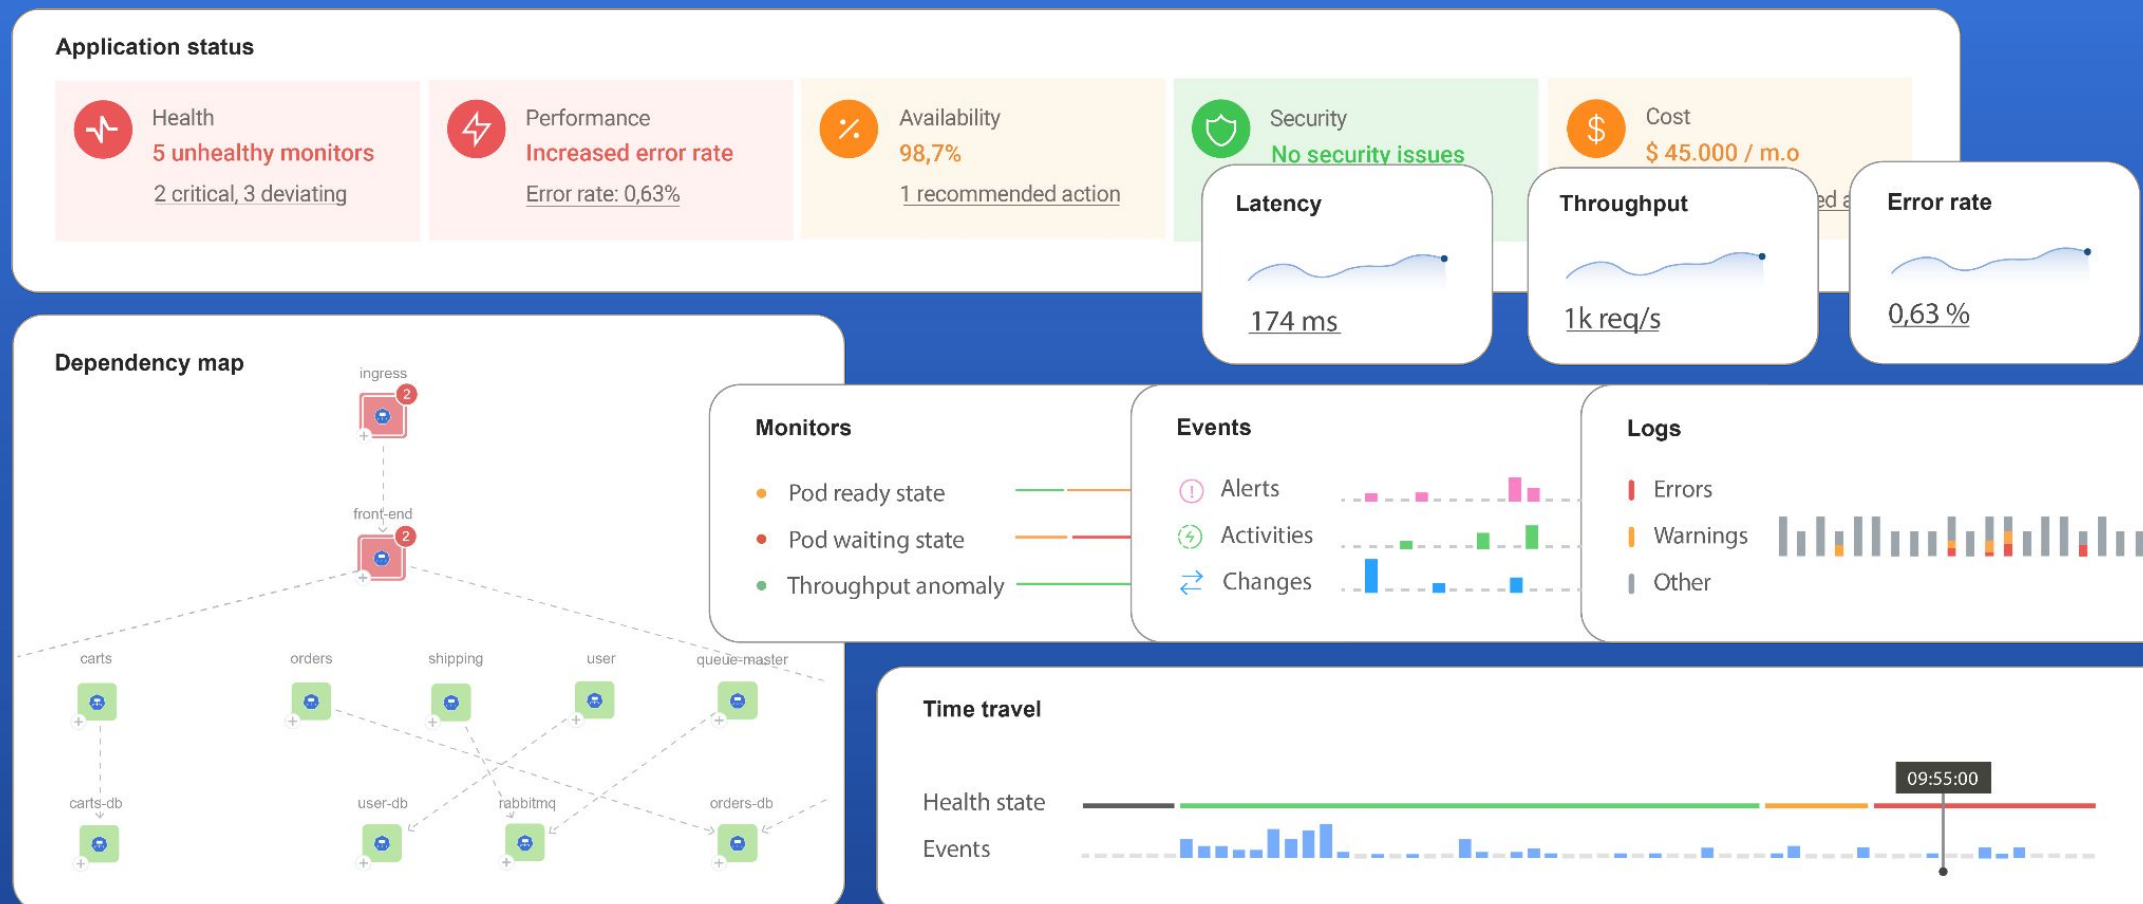 Application status
Health
5 unhealthy monitors
2 critical, 3 deviating
Performance
Increased error rate
Error rate: 0,63%
Availability
98,7%
1 recommended action
Security
No security issues
Cost
$ 45.000 / m.o
Latency
174 ms
Throughput
1k req/s
Error rate
0,63 %
Dependency map
ingress
2
front-end
2
carts
orders
shipping
user
queue-master
carts-db
user-db
rabbitmq
orders-db
Monitors
Pod ready state
Pod waiting state
Throughput anomaly
Events
Alerts
Activities
Changes
Logs
Errors
Warnings
Other
Time travel
09:55:00
Health state
Events